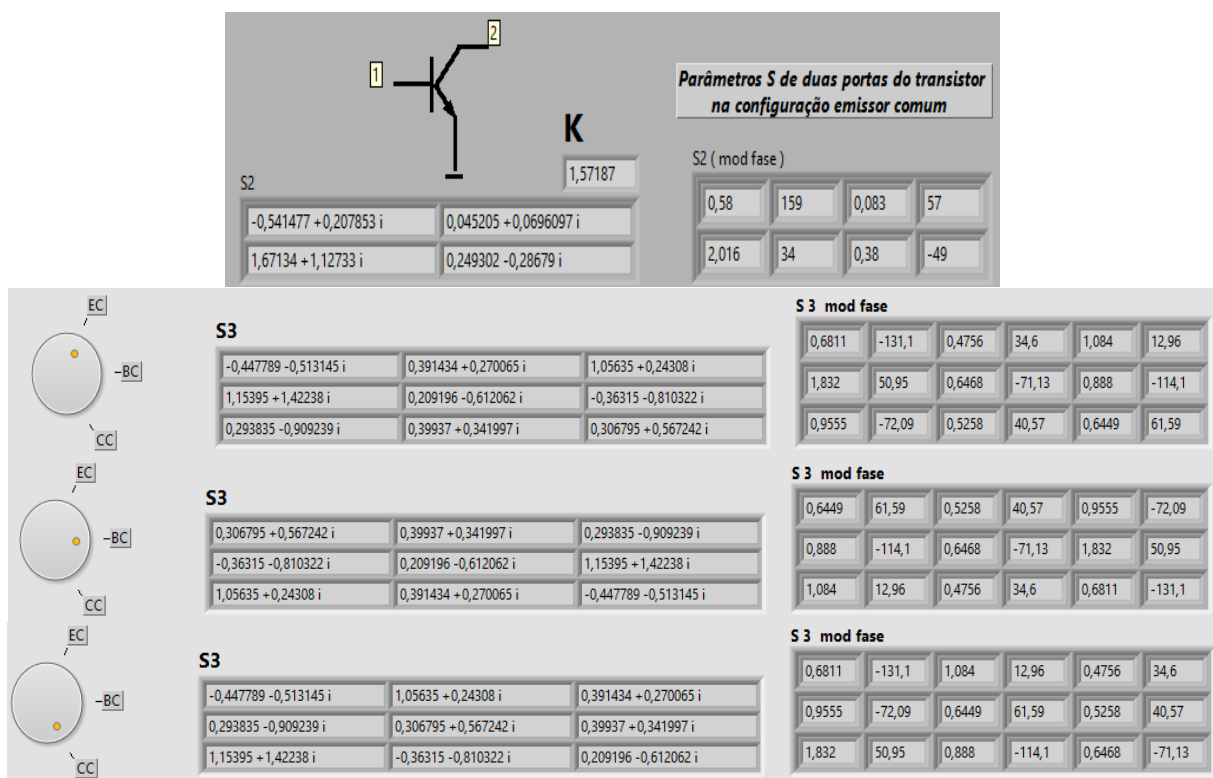 2
1
Parâmetros S de duas portas do transistor
na configuração emissor comum
K
1,57187
S2
-0,541477 +0,207853 i 0,045205 +0,0696097 i
1,67134 +1,12733 i 0,249302 -0,28679 i
S2 ( mod fase )
0,58 159 0,083 57
2,016 34 0,38 -49
EC
BC
CC
S3
-0,447789 -0,513145 i 0,391434 +0,270065 i 1,05635 +0,24308 i
1,15395 +1,42238 i 0,209196 -0,612062 i -0,36315 -0,810322 i
0,293835 -0,909239 i 0,39937 +0,341997 i 0,306795 +0,567242 i
S 3 mod fase
0,6811 -131,1 0,4756 34,6 1,084 12,96
1,832 50,95 0,6468 -71,13 0,888 -114,1
0,9555 -72,09 0,5258 40,57 0,6449 61,59
EC
BC
CC
S3
0,306795 +0,567242 i 0,39937 +0,341997 i 0,293835 -0,909239 i
-0,36315 -0,810322 i 0,209196 -0,612062 i 1,15395 +1,42238 i
1,05635 +0,24308 i 0,391434 +0,270065 i -0,447789 -0,513145 i
S 3 mod fase
0,6449 61,59 0,5258 40,57 0,9555 -72,09
0,888 -114,1 0,6468 -71,13 1,832 50,95
1,084 12,96 0,4756 34,6 0,6811 -131,1
EC
BC
CC
S3
-0,447789 -0,513145 i 1,05635 +0,24308 i 0,391434 +0,270065 i
0,293835 -0,909239 i 0,306795 +0,567242 i 0,39937 +0,341997 i
1,15395 +1,42238 i -0,36315 -0,810322 i 0,209196 -0,612062 i
S 3 mod fase
0,6811 -131,1 1,084 12,96 0,4756 34,6
0,9555 -72,09 0,6449 61,59 0,5258 40,57
1,832 50,95 0,888 -114,1 0,6468 -71,13